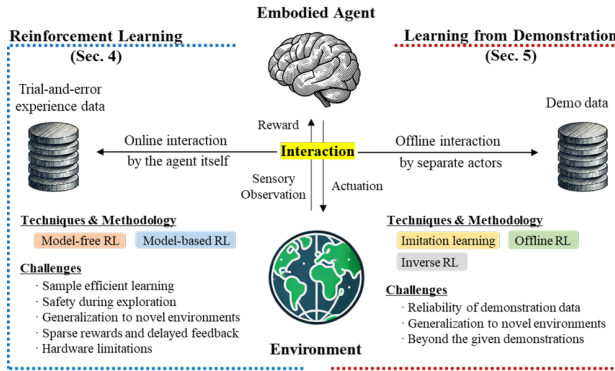 Embodied Agent
Reinforcement Learning
(Sec. 4)
Trial-and-error
experience data
Online interaction
by the agent itself
Techniques & Methodology
Model-free RL
Model-based RL
Challenges
· Sample efficient learning
· Safety during exploration
· Generalization to novel environments
· Sparse rewards and delayed feedback
· Hardware limitations
Reward
Interaction
Sensory
Observation
Actuation
Environment
Learning from Demonstration
(Sec. 5)
Demo data
Offline interaction
by separate actors
Techniques & Methodology
Imitation learning
Offline RL
Inverse RL
Challenges
· Reliability of demonstration data
· Generalization to novel environments
· Beyond the given demonstrations